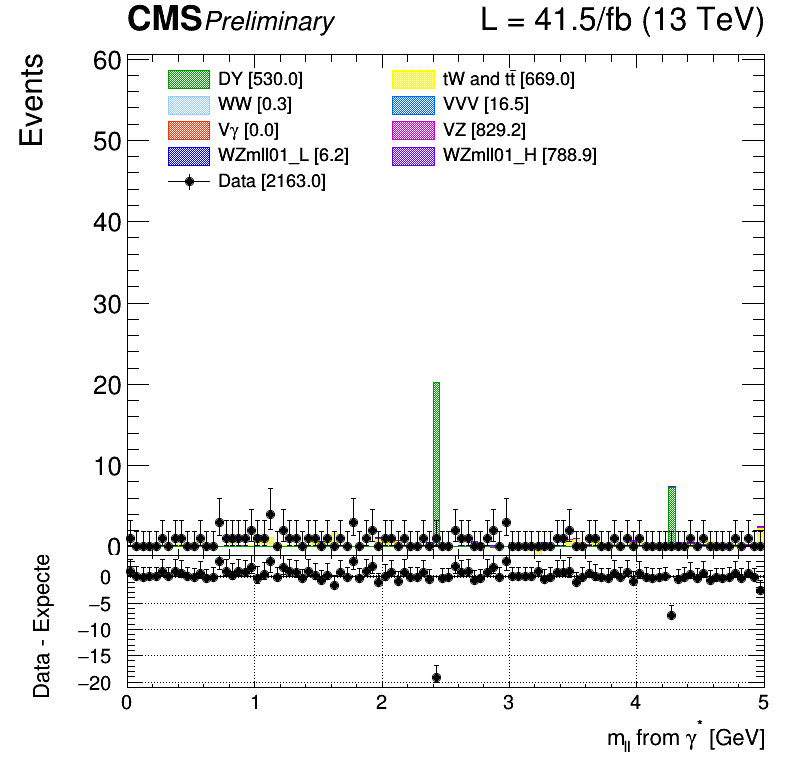 CMS Preliminary L = 41.5/fb (13 TeV)
Events
60
50
40
30
20
10
0
DY [530.0]
tW and tt̄ [669.0]
WW [0.3]
VVV [16.5]
Vγ [0.0]
VZ [829.2]
WZmll01_L [6.2]
WZmll01_H [788.9]
Data [2163.0]
Data - Expecte
0
−5
−10
−15
−20
0 1 2 3 4 5
m_ll from γ* [GeV]